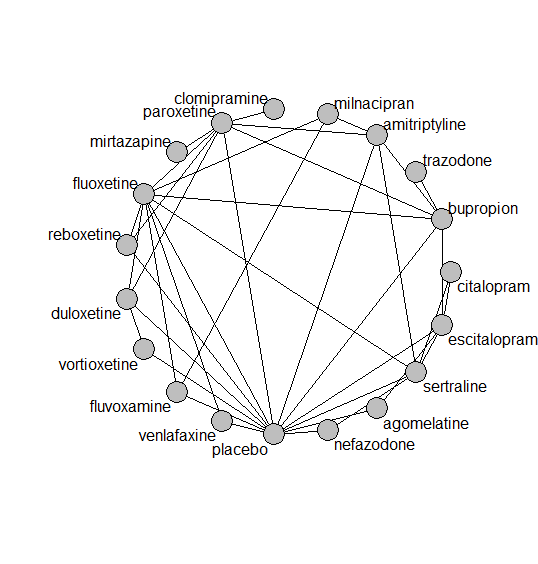 clomipramine
milnacipran
paroxetine
amitriptyline
mirtazapine
trazodone
fluoxetine
bupropion
reboxetine
citalopram
duloxetine
escitalopram
vortioxetine
sertraline
fluvoxamine
agomelatine
venlafaxine
nefazodone
placebo